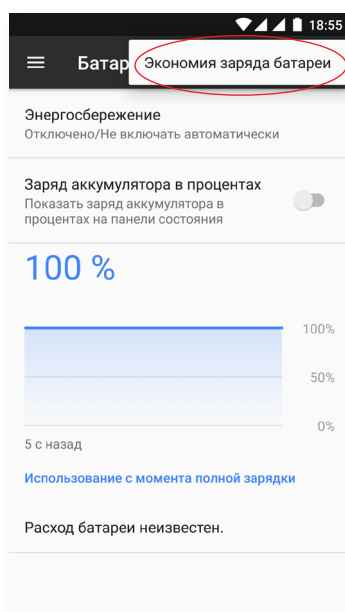 18:55
Батар
Экономия заряда батареи
Энергосбережение
Отключено/Не включать автоматически
Заряд аккумулятора в процентах
Показать заряд аккумулятора в
процентах на панели состояния
100 %
100%
50%
0%
5 с назад
Использование с момента полной зарядки
Расход батареи неизвестен.